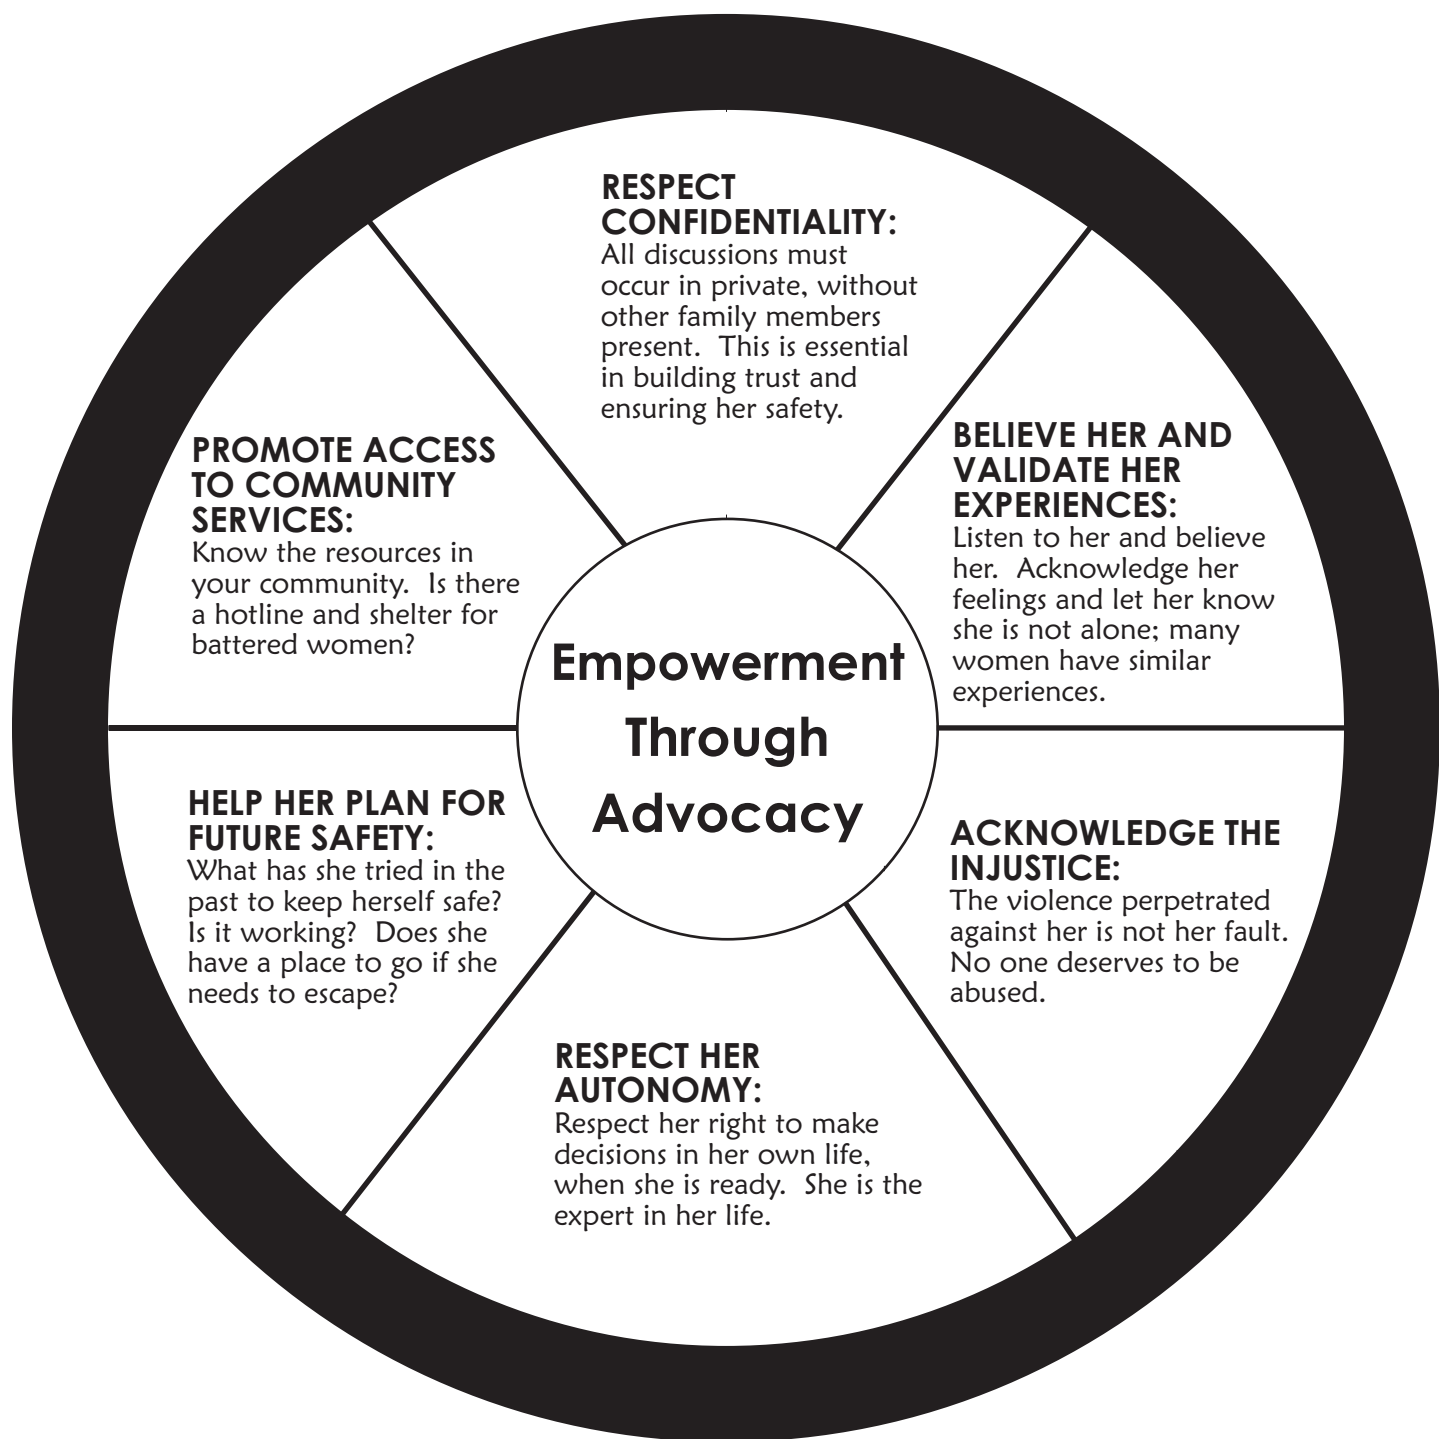 RESPECT
CONFIDENTIALITY:
All discussions must
occur in private, without
other family members
present.  This is essential
in building trust and
ensuring her safety.
BELIEVE HER AND
VALIDATE HER
EXPERIENCES:
Listen to her and believe
her.  Acknowledge her
feelings and let her know
she is not alone; many
women have similar
experiences.
ACKNOWLEDGE THE
INJUSTICE:
The violence perpetrated
against her is not her fault.
No one deserves to be
abused.
RESPECT HER
AUTONOMY:
Respect her right to make
decisions in her own life,
when she is ready.  She is the
expert in her life.
HELP HER PLAN FOR
FUTURE SAFETY:
What has she tried in the
past to keep herself safe?
Is it working?  Does she
have a place to go if she
needs to escape?
PROMOTE ACCESS
TO COMMUNITY
SERVICES:
Know the resources in
your community.  Is there
a hotline and shelter for
battered women?
Empowerment
Through
Advocacy